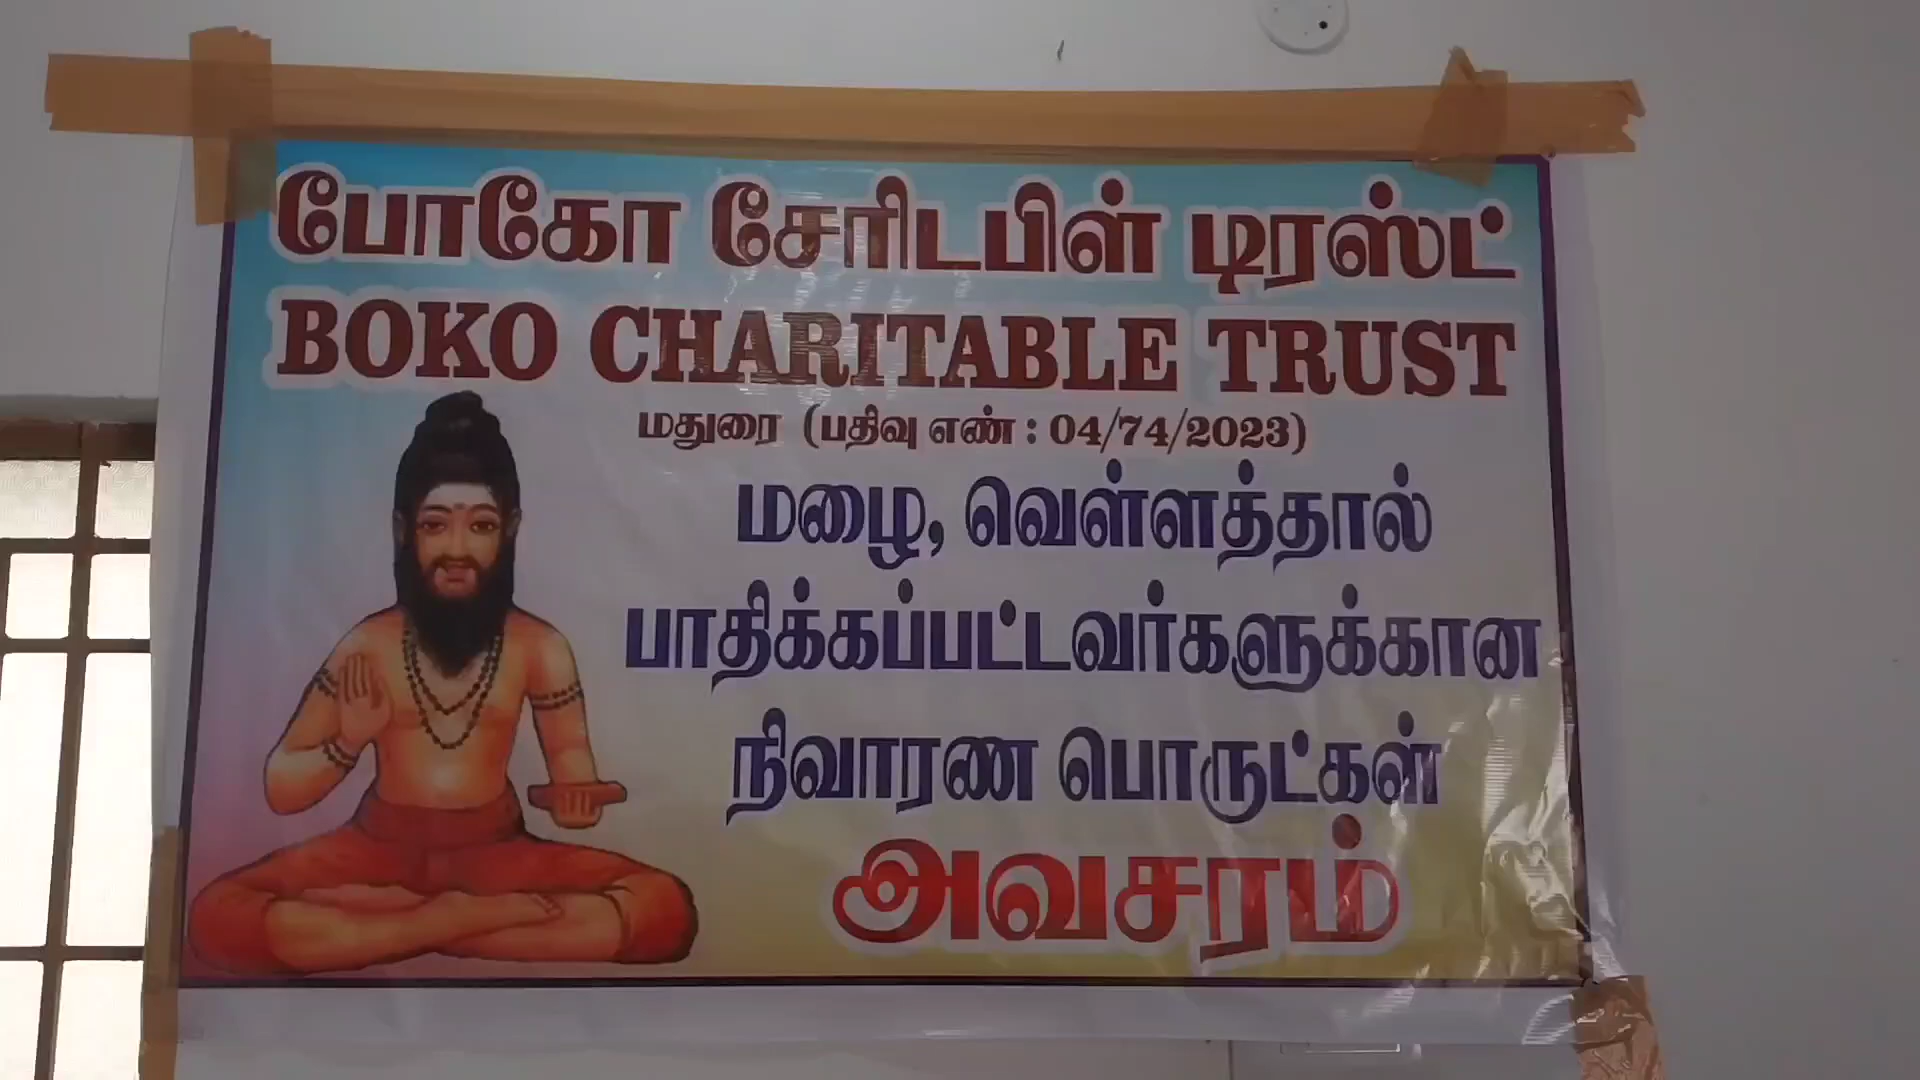 போகோ சேரிடபிள் டிரஸ்ட்
BOKO CHARITABLE TRUST
மதுரை (பதிவு எண் : 04/74/2023)
மழை, வெள்ளத்தால்
பாதிக்கப்பட்டவர்களுக்கான
நிவாரண பொருட்கள்
அவசரம்